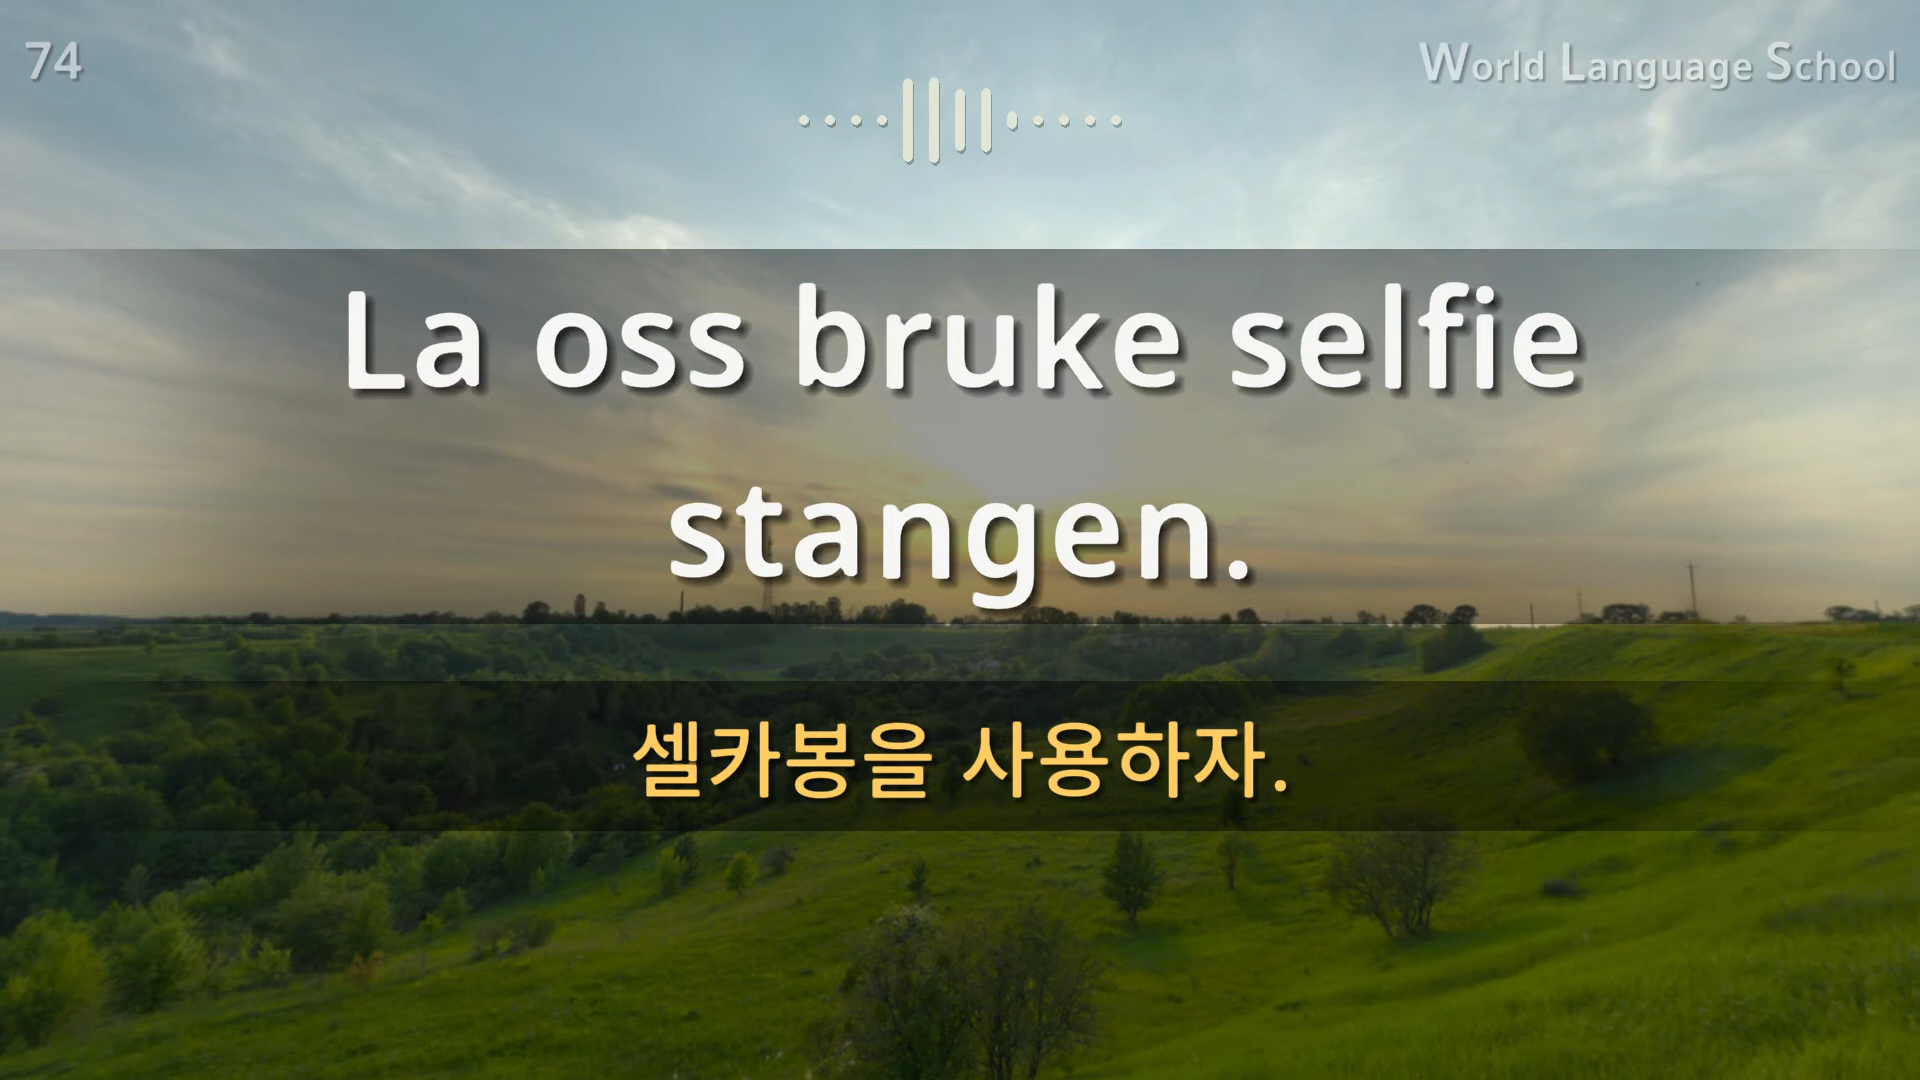 74
World Language School
La oss bruke selfie
stangen.
셀카봉을 사용하자.